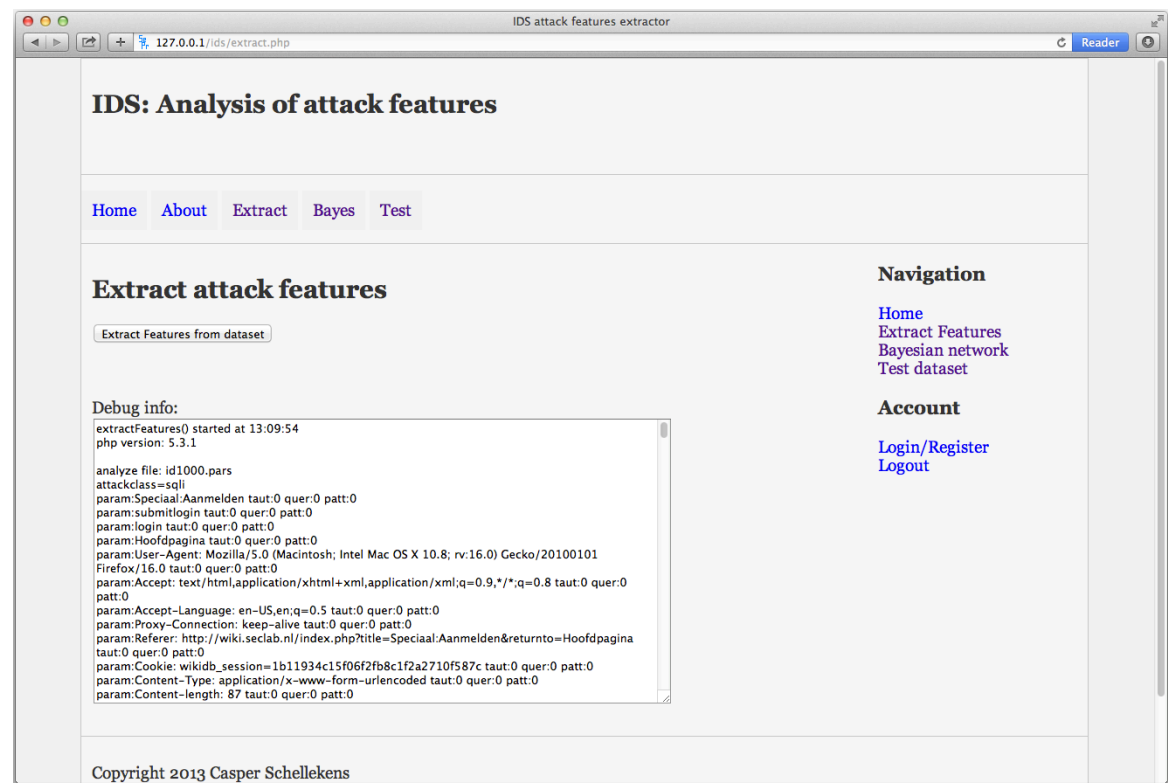 IDS attack features extractor
127.0.0.1/ids/extract.php
Reader
IDS: Analysis of attack features
Home About Extract Bayes Test
Extract attack features
Extract Features from dataset
Debug info:
extractFeatures() started at 13:09:54
php version: 5.3.1
analyze file: id1000.pars
attackclass=sqli
param:Speciaal:Aanmelden taut:0 quer:0 patt:0
param:submitlogin taut:0 quer:0 patt:0
param:login taut:0 quer:0 patt:0
param:Hoofdpagina taut:0 quer:0 patt:0
param:User-Agent: Mozilla/5.0 (Macintosh; Intel Mac OS X 10.8; rv:16.0) Gecko/20100101
Firefox/16.0 taut:0 quer:0 patt:0
param:Accept: text/html,application/xhtml+xml,application/xml;q=0.9,*/*;q=0.8 taut:0 quer:0
patt:0
param:Accept-Language: en-US,en;q=0.5 taut:0 quer:0 patt:0
param:Proxy-Connection: keep-alive taut:0 quer:0 patt:0
param:Referer: http://wiki.seclab.nl/index.php?title=Speciaal:Aanmelden&returnto=Hoofdpagina
taut:0 quer:0 patt:0
param:Cookie: wikidb_session=1b11934c15f06f2fb8c1f2a2710f587c taut:0 quer:0 patt:0
param:Content-Type: application/x-www-form-urlencoded taut:0 quer:0 patt:0
param:Content-length: 87 taut:0 quer:0 patt:0
Navigation
Home
Extract Features
Bayesian network
Test dataset
Account
Login/Register
Logout
Copyright 2013 Casper Schellekens